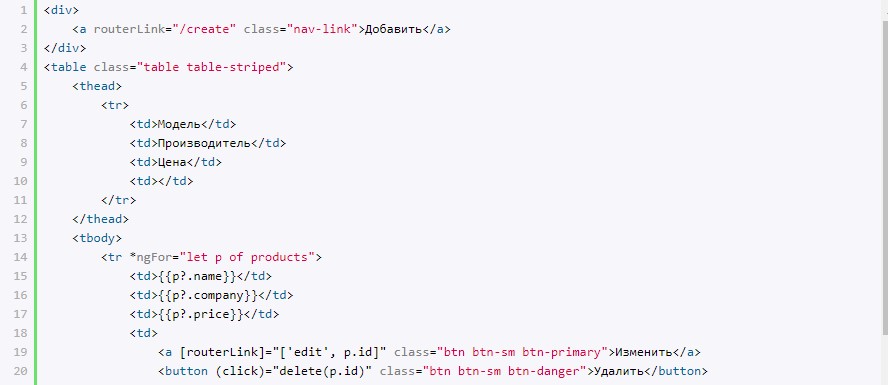 1 <div>
2     <a routerLink="/create" class="nav-link">Добавить</a>
3 </div>
4 <table class="table table-striped">
5     <thead>
6         <tr>
7             <td>Модель</td>
8             <td>Производитель</td>
9             <td>Цена</td>
10             <td></td>
11         </tr>
12     </thead>
13     <tbody>
14         <tr *ngFor="let p of products">
15             <td>{{p?.name}}</td>
16             <td>{{p?.company}}</td>
17             <td>{{p?.price}}</td>
18             <td>
19                 <a [routerLink]="['edit', p.id]" class="btn btn-sm btn-primary">Изменить</a>
20                 <button (click)="delete(p.id)" class="btn btn-sm btn-danger">Удалить</button>